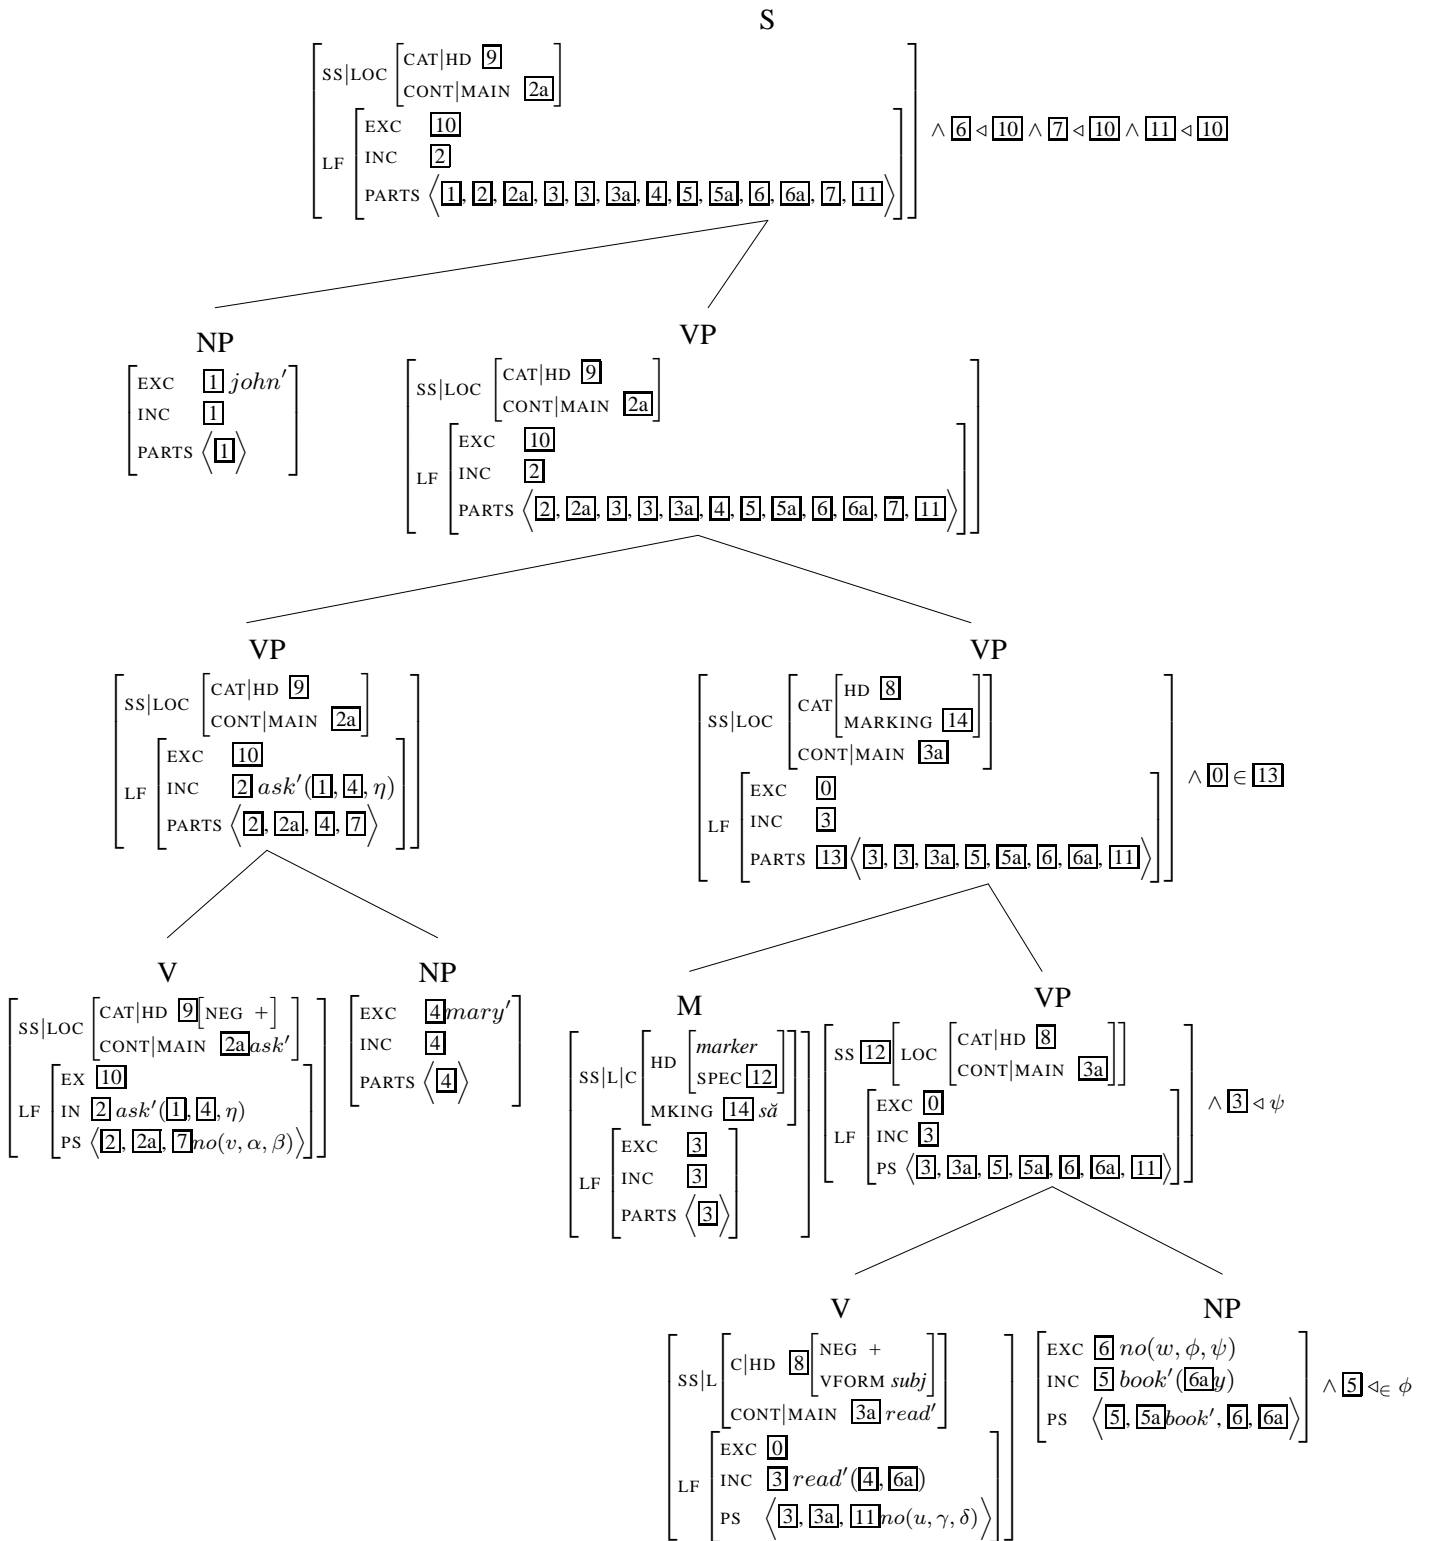 S
SS|LOC CAT|HD 9
CONT|MAIN 2a
LF EXC 10
INC 2
PARTS ⟨1, 2, 2a, 3, 3, 3a, 4, 5, 5a, 6, 6a, 7, 11⟩
∧ 6 ◃ 10 ∧ 7 ◃ 10 ∧ 11 ◃ 10
NP
EXC 1 john′
INC 1
PARTS ⟨1⟩
VP
SS|LOC CAT|HD 9
CONT|MAIN 2a
LF EXC 10
INC 2
PARTS ⟨2, 2a, 3, 3, 3a, 4, 5, 5a, 6, 6a, 7, 11⟩
VP
SS|LOC CAT|HD 9
CONT|MAIN 2a
LF EXC 10
INC 2 ask′(1, 4, η)
PARTS ⟨2, 2a, 4, 7⟩
VP
SS|LOC CAT HD 8
MARKING 14
CONT|MAIN 3a
LF EXC 0
INC 3
PARTS 13 ⟨3, 3, 3a, 5, 5a, 6, 6a, 11⟩
∧ 0 ∈ 13
V
SS|LOC CAT|HD 9 [NEG +]
CONT|MAIN 2a ask′
LF EX 10
IN 2 ask′(1, 4, η)
PS ⟨2, 2a, 7 no(v, α, β)⟩
NP
EXC 4 mary′
INC 4
PARTS ⟨4⟩
M
SS|L|C HD marker
SPEC 12
MKING 14 să
LF EXC 3
INC 3
PARTS ⟨3⟩
VP
SS 12 LOC CAT|HD 8
CONT|MAIN 3a
LF EXC 0
INC 3
PS ⟨3, 3a, 5, 5a, 6, 6a, 11⟩
∧ 3 ◃ ψ
V
SS|L C|HD 8 NEG +
VFORM subj
CONT|MAIN 3a read′
LF EXC 0
INC 3 read′(4, 6a)
PS ⟨3, 3a, 11 no(u, γ, δ)⟩
NP
EXC 6 no(w, ϕ, ψ)
INC 5 book′(6a y)
PS ⟨5, 5a book′, 6, 6a⟩
∧ 5 ◃∈ ϕ